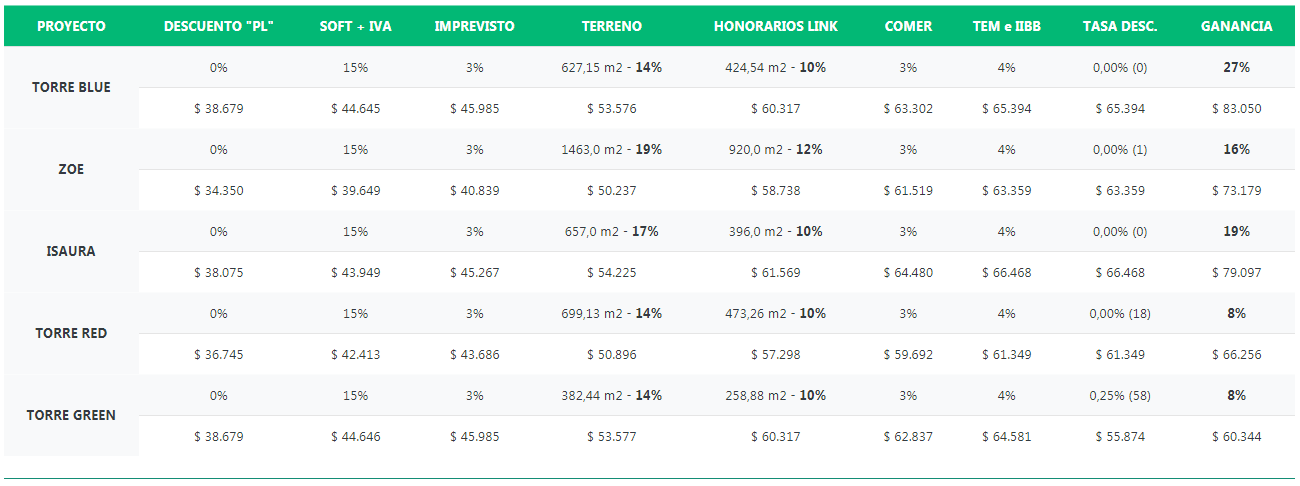 PROYECTO DESCUENTO "PL" SOFT + IVA IMPREVISTO TERRENO HONORARIOS LINK COMER TEM e IIBB TASA DESC. GANANCIA
TORRE BLUE
0% 15% 3% 627,15 m2 - 14% 424,54 m2 - 10% 3% 4% 0,00% (0) 27%
$ 38.679 $ 44.645 $ 45.985 $ 53.576 $ 60.317 $ 63.302 $ 65.394 $ 65.394 $ 83.050
ZOE
0% 15% 3% 1463,0 m2 - 19% 920,0 m2 - 12% 3% 4% 0,00% (1) 16%
$ 34.350 $ 39.649 $ 40.839 $ 50.237 $ 58.738 $ 61.519 $ 63.359 $ 63.359 $ 73.179
ISAURA
0% 15% 3% 657,0 m2 - 17% 396,0 m2 - 10% 3% 4% 0,00% (0) 19%
$ 38.075 $ 43.949 $ 45.267 $ 54.225 $ 61.569 $ 64.480 $ 66.468 $ 66.468 $ 79.097
TORRE RED
0% 15% 3% 699,13 m2 - 14% 473,26 m2 - 10% 3% 4% 0,00% (18) 8%
$ 36.745 $ 42.413 $ 43.686 $ 50.896 $ 57.298 $ 59.692 $ 61.349 $ 61.349 $ 66.256
TORRE GREEN
0% 15% 3% 382,44 m2 - 14% 258,88 m2 - 10% 3% 4% 0,25% (58) 8%
$ 38.679 $ 44.646 $ 45.985 $ 53.577 $ 60.317 $ 62.837 $ 64.581 $ 55.874 $ 60.344